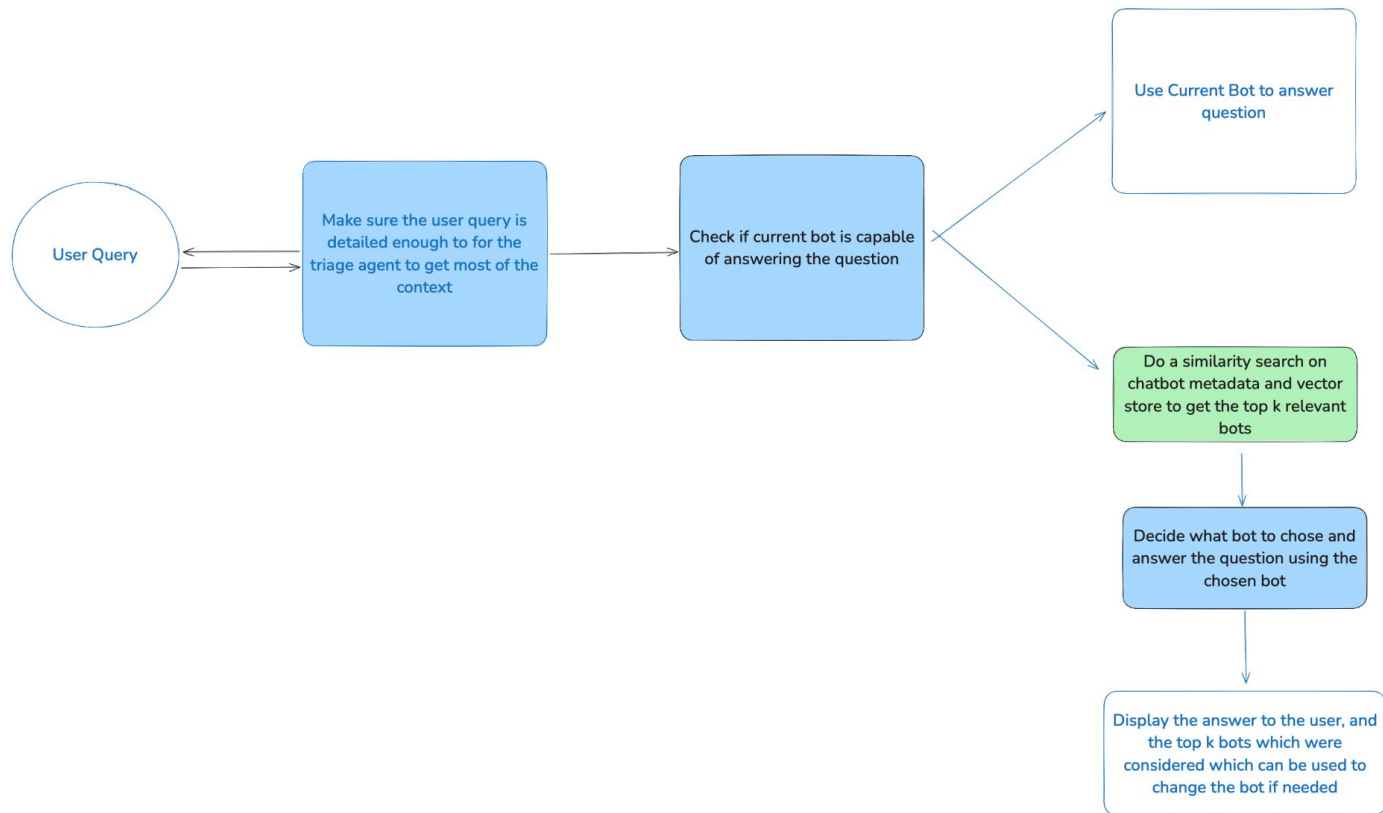 User Query
Make sure the user query is
detailed enough to for the
triage agent to get most of the
context
Check if current bot is capable
of answering the question
Use Current Bot to answer
question
Do a similarity search on
chatbot metadata and vector
store to get the top k relevant
bots
Decide what bot to chose and
answer the question using the
chosen bot
Display the answer to the user, and
the top k bots which were
considered which can be used to
change the bot if needed